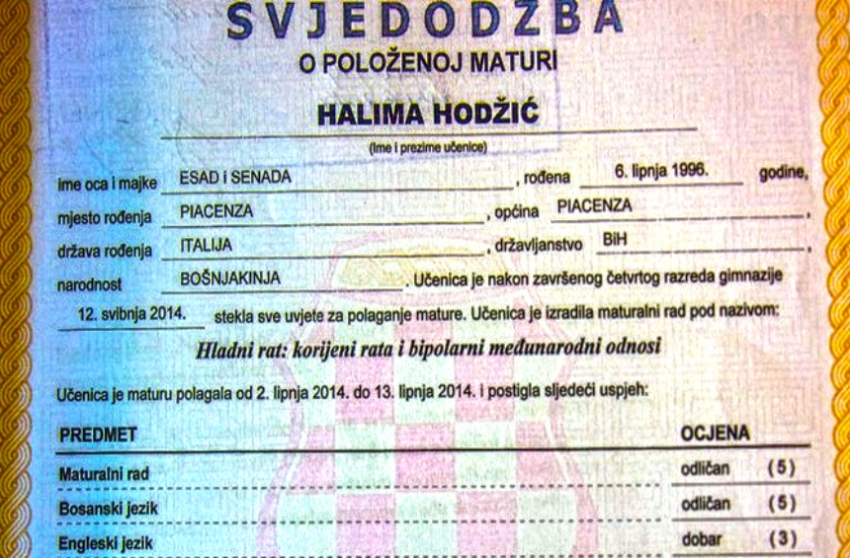 SVJEDODŽBA
O POLOŽENOJ MATURI
HALIMA HODŽIĆ
(ime i prezime učenice)
ime oca i majke ESAD i SENADA, rođena 6. lipnja 1996. godine,
mjesto rođenja PIACENZA, općina PIACENZA,
država rođenja ITALIJA, državljanstvo BiH,
narodnost BOŠNJAKINJA. Učenica je nakon završenog četvrtog razreda gimnazije
12. svibnja 2014. stekla sve uvjete za polaganje mature. Učenica je izradila maturalni rad pod nazivom:
Hladni rat: korijeni rata i bipolarni međunarodni odnosi
Učenica je maturu polagala od 2. lipnja 2014. do 13. lipnja 2014. i postigla sljedeći uspjeh:
PREDMET OCJENA
Maturalni rad odličan (5)
Bosanski jezik odličan (5)
Engleski jezik dobar (3)